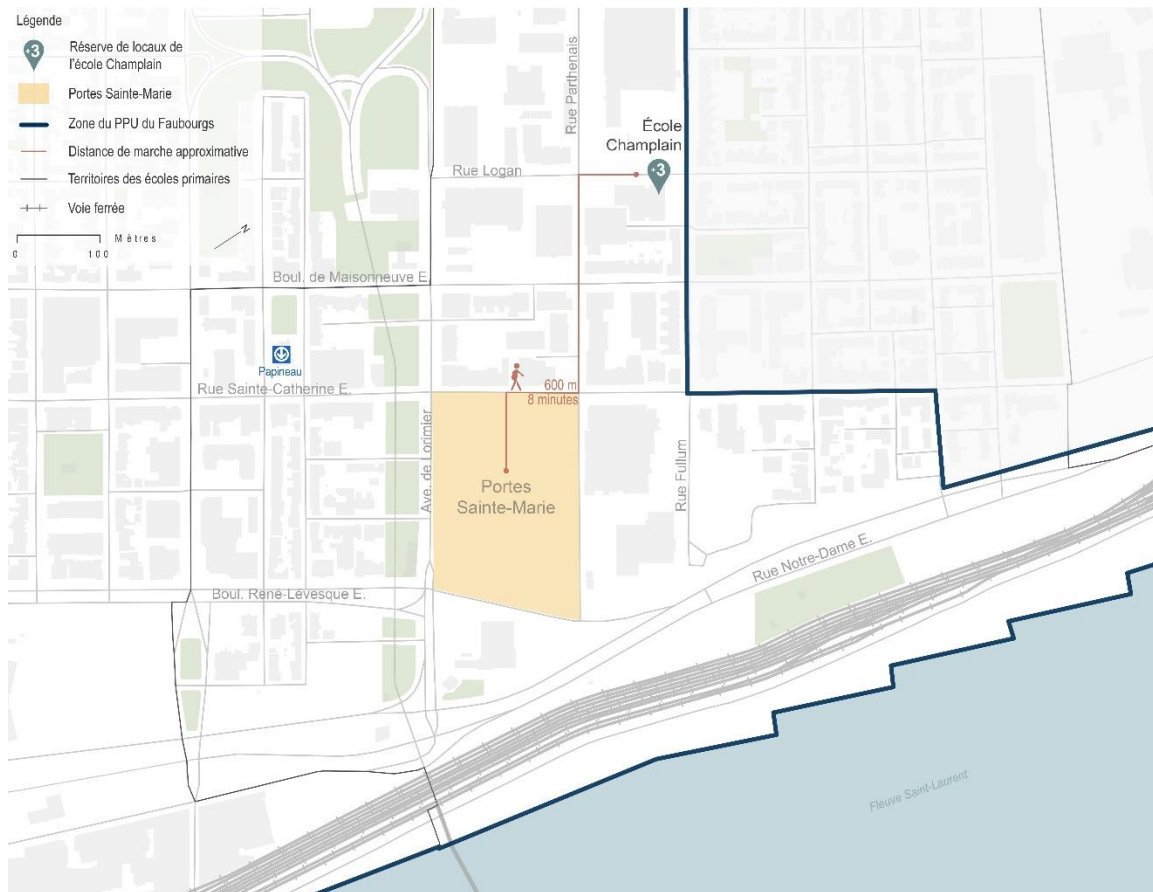 Légende
+3
Réserve de locaux de
l'école Champlain
Portes Sainte-Marie
Zone du PPU du Faubourgs
Distance de marche approximative
Territoires des écoles primaires
Voie ferrée
N
Mètres
0 100
Rue Parthenais
École
Champlain
+3
Rue Logan
Boul. de Maisonneuve E.
Papineau
Rue Sainte-Catherine E.
600 m
8 minutes
Ave. de Lorimier
Portes
Sainte-Marie
Rue Fullum
Rue Notre-Dame E.
Boul. René-Lévesque E.
Fleuve Saint-Laurent